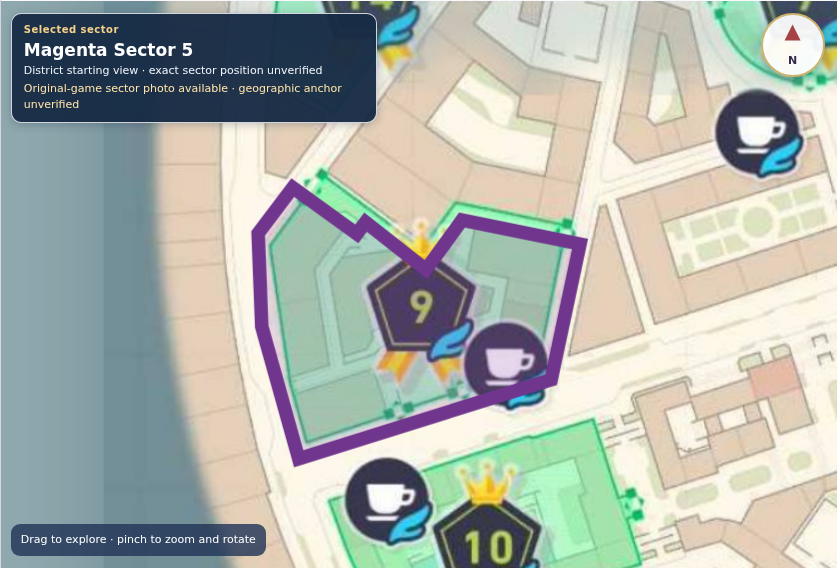 Selected sector
Magenta Sector 5
District starting view · exact sector position unverified
Original-game sector photo available · geographic anchor
unverified
N
9
10
Drag to explore · pinch to zoom and rotate